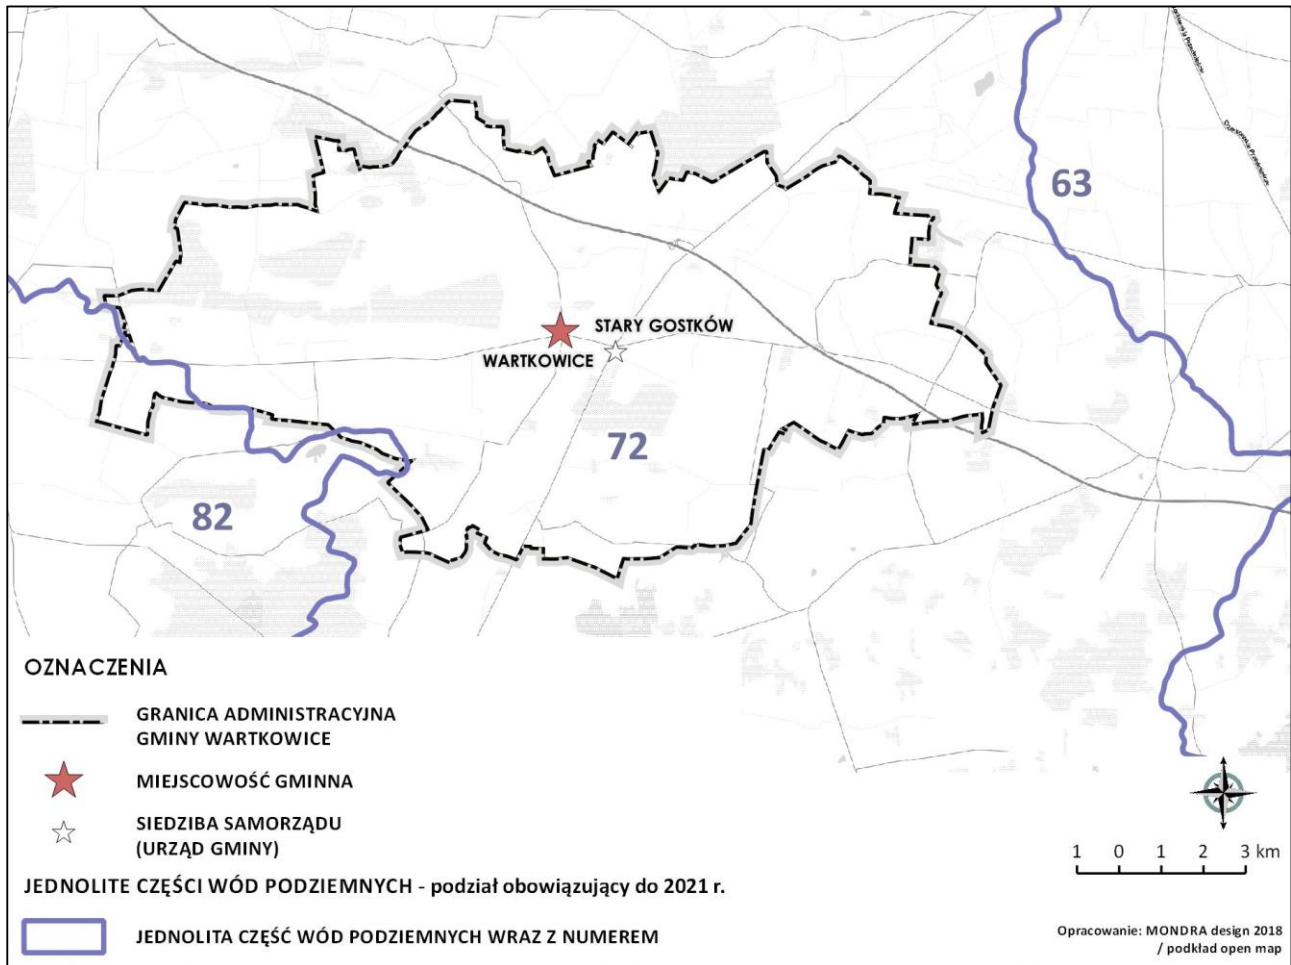 63
STARY GOSTKÓW
WARTKOWICE
72
82
OZNACZENIA
GRANICA ADMINISTRACYJNA
GMINY WARTKOWICE
MIEJSCOWOŚĆ GMINNA
SIEDZIBA SAMORZĄDU
(URZĄD GMINY)
1 0 1 2 3 km
JEDNOLITE CZĘŚCI WÓD PODZIEMNYCH - podział obowiązujący do 2021 r.
JEDNOLITA CZĘŚĆ WÓD PODZIEMNYCH WRAZ Z NUMEREM
Opracowanie: MONDRA design 2018
/ podkład open map